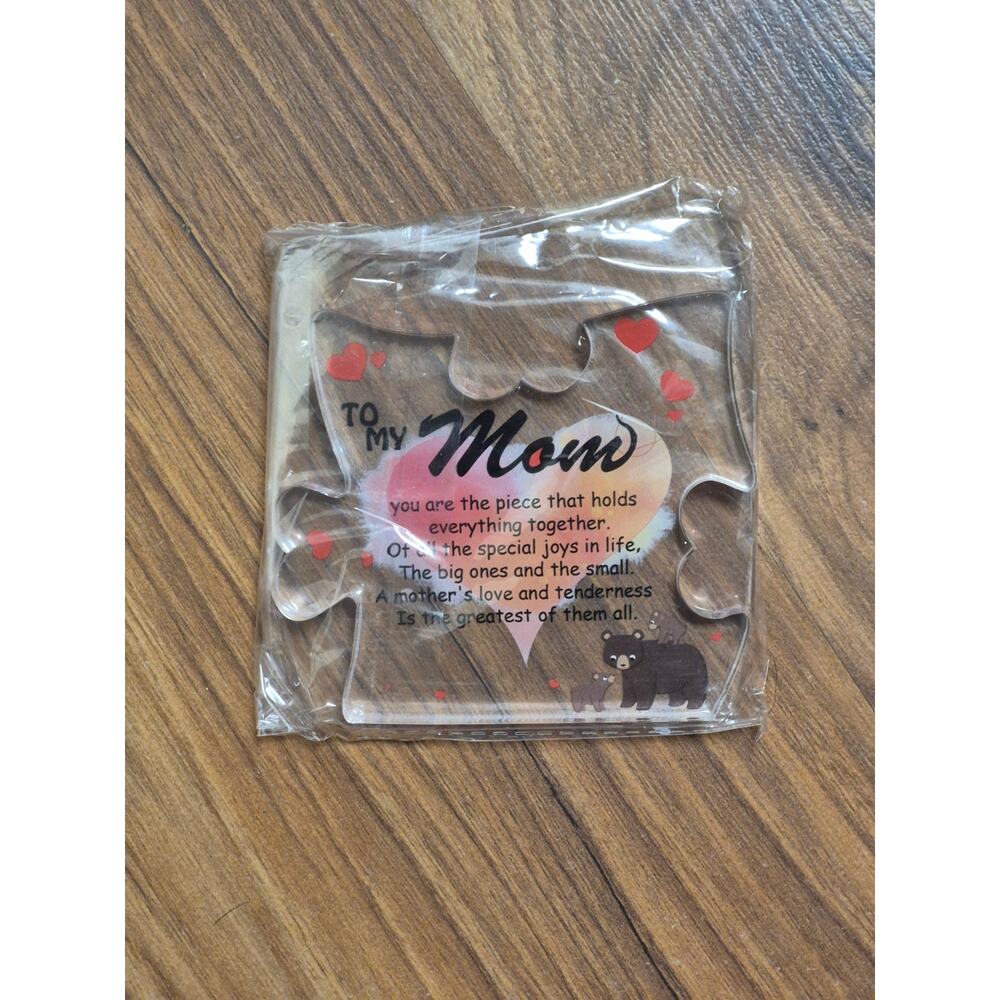 TO
MY Mom
you are the piece that holds
everything together.
Of all the special joys in life,
The big ones and the small.
A mother's love and tenderness
Is the greatest of them all.